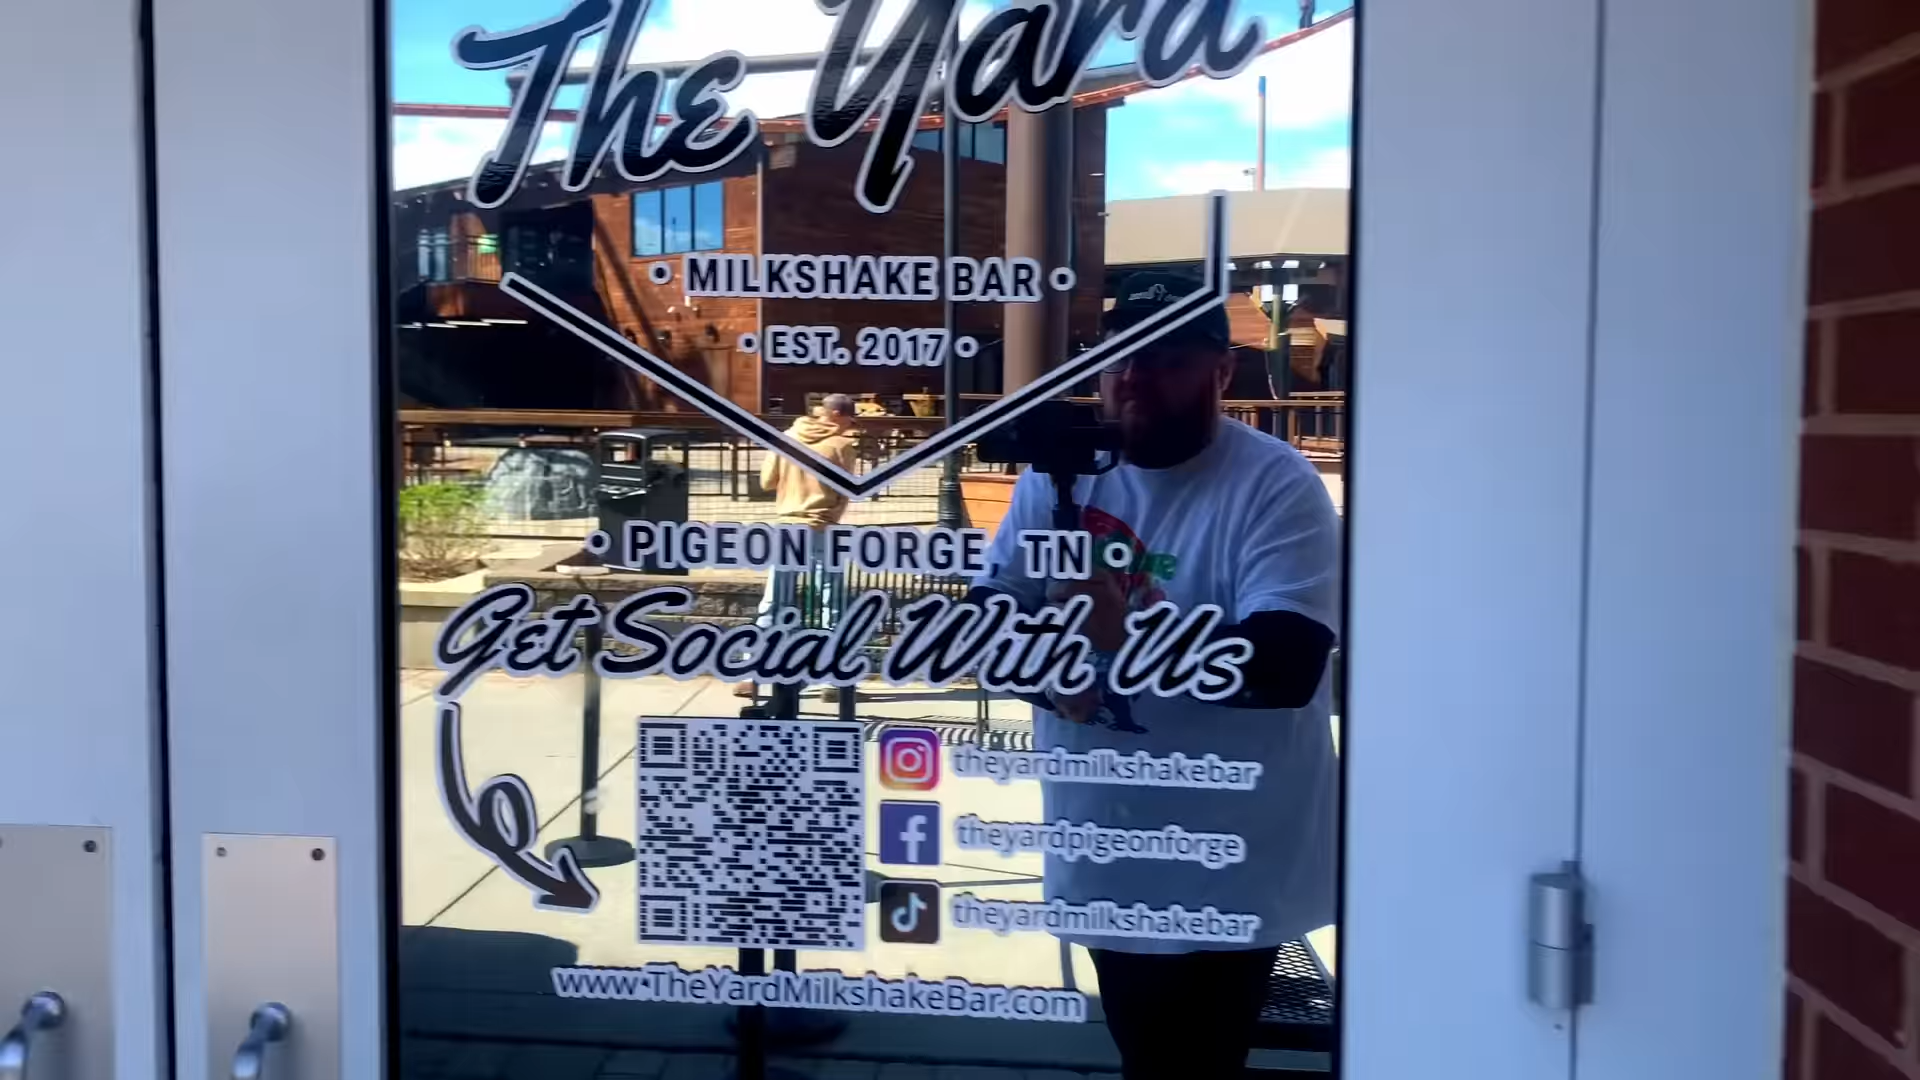 The Yard
• MILKSHAKE BAR •
• EST. 2017 •
• PIGEON FORGE, TN •
Get Social With Us
theyardmilkshakebar
theyardpigeonforge
theyardmilkshakebar
www.TheYardMilkshakeBar.com